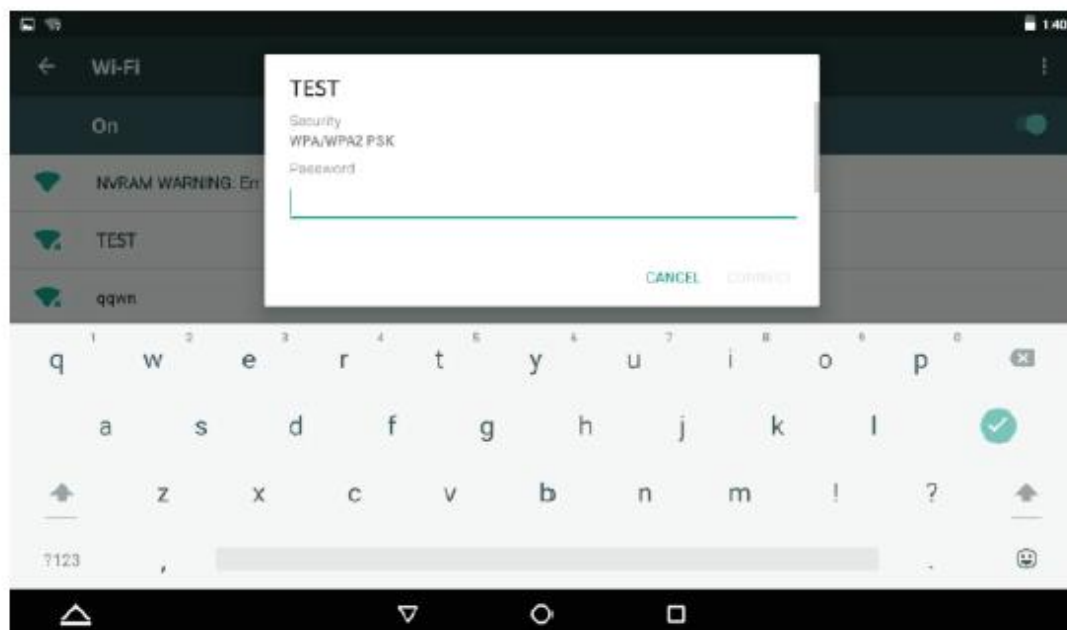 1:40
Wi-Fi
On
NVRAM WARNING: Err
TEST
qqwn
TEST
Security
WPA/WPA2 PSK
Password
CANCEL CONNECT
1 2 3 4 5 6 7 8 9 0
q w e r t y u i o p
a s d f g h j k l
z x c v b n m ! ?
?123 , .